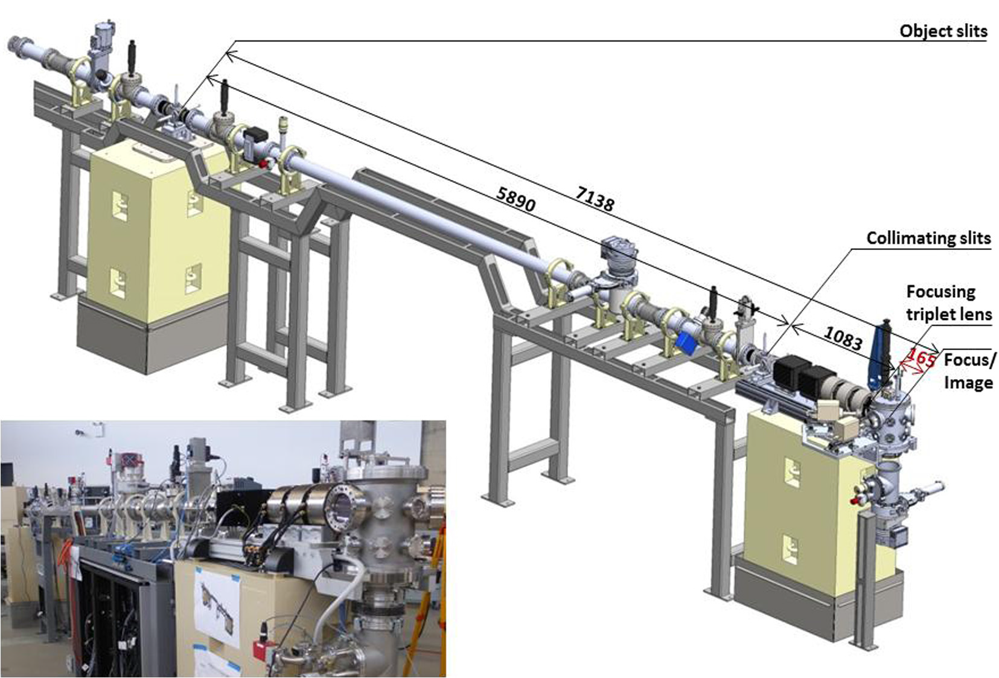 Object slits
7138
5890
Collimating slits
Focusing
triplet lens
1083
165
Focus/
Image